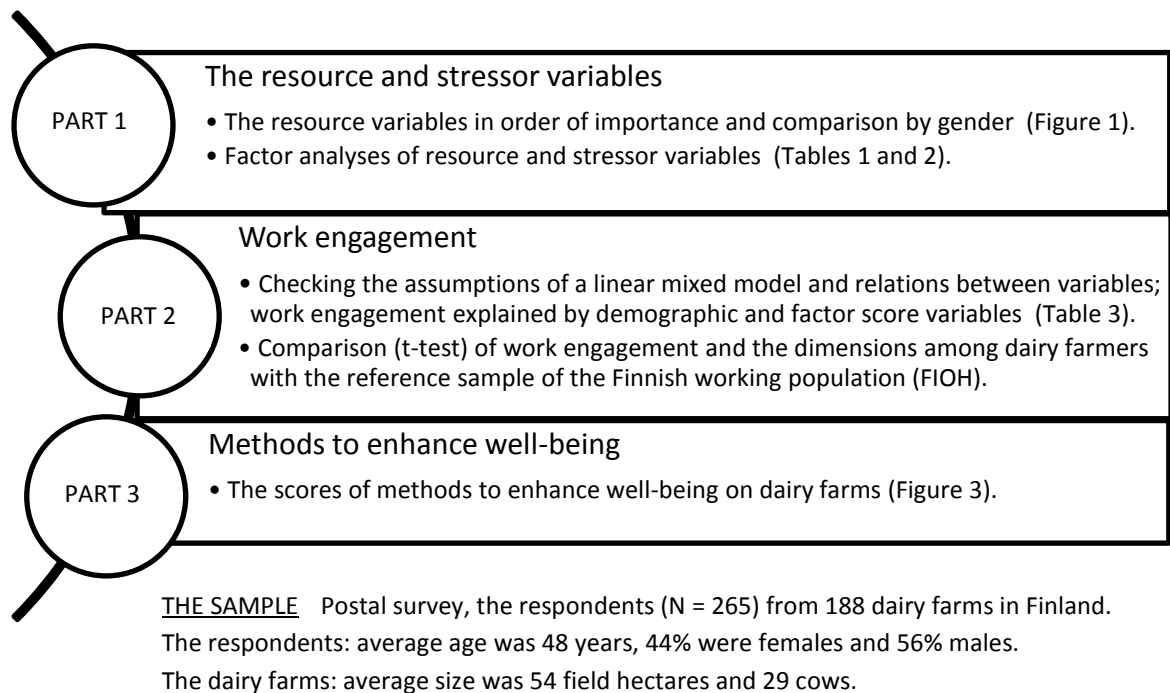 PART 1
The resource and stressor variables
• The resource variables in order of importance and comparison by gender (Figure 1).
• Factor analyses of resource and stressor variables (Tables 1 and 2).
PART 2
Work engagement
• Checking the assumptions of a linear mixed model and relations between variables;
work engagement explained by demographic and factor score variables (Table 3).
• Comparison (t-test) of work engagement and the dimensions among dairy farmers
with the reference sample of the Finnish working population (FIOH).
PART 3
Methods to enhance well-being
• The scores of methods to enhance well-being on dairy farms (Figure 3).
THE SAMPLE Postal survey, the respondents (N = 265) from 188 dairy farms in Finland.
The respondents: average age was 48 years, 44% were females and 56% males.
The dairy farms: average size was 54 field hectares and 29 cows.